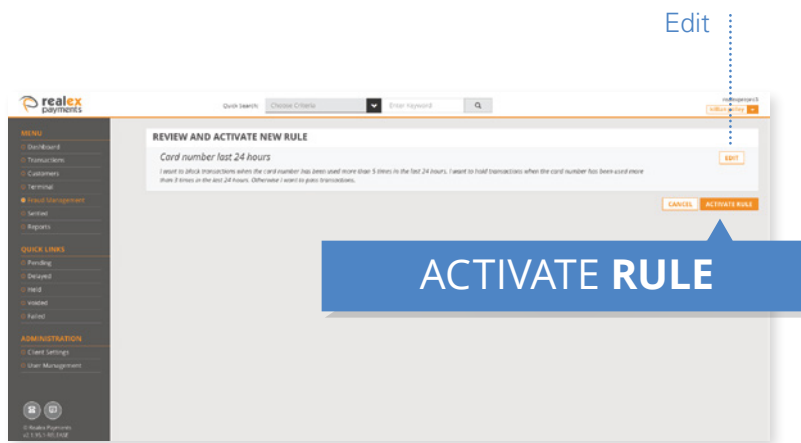 Edit
realex
payments
Quick Search:
Choose Criteria
Enter Keyword
MENU
Dashboard
Transactions
Customers
Terminal
Fraud Management
Settled
Reports
QUICK LINKS
Pending
Delayed
Held
Voided
Failed
ADMINISTRATION
Client Settings
User Management
© Realex Payments
REVIEW AND ACTIVATE NEW RULE
Card number last 24 hours
EDIT
I want to block transactions when the card number has been used more than 5 times in the last 24 hours. I want to hold transactions when the card number has been used more
than 3 times in the last 24 hours. Otherwise I want to pass transactions.
CANCEL
ACTIVATE RULE
ACTIVATE RULE